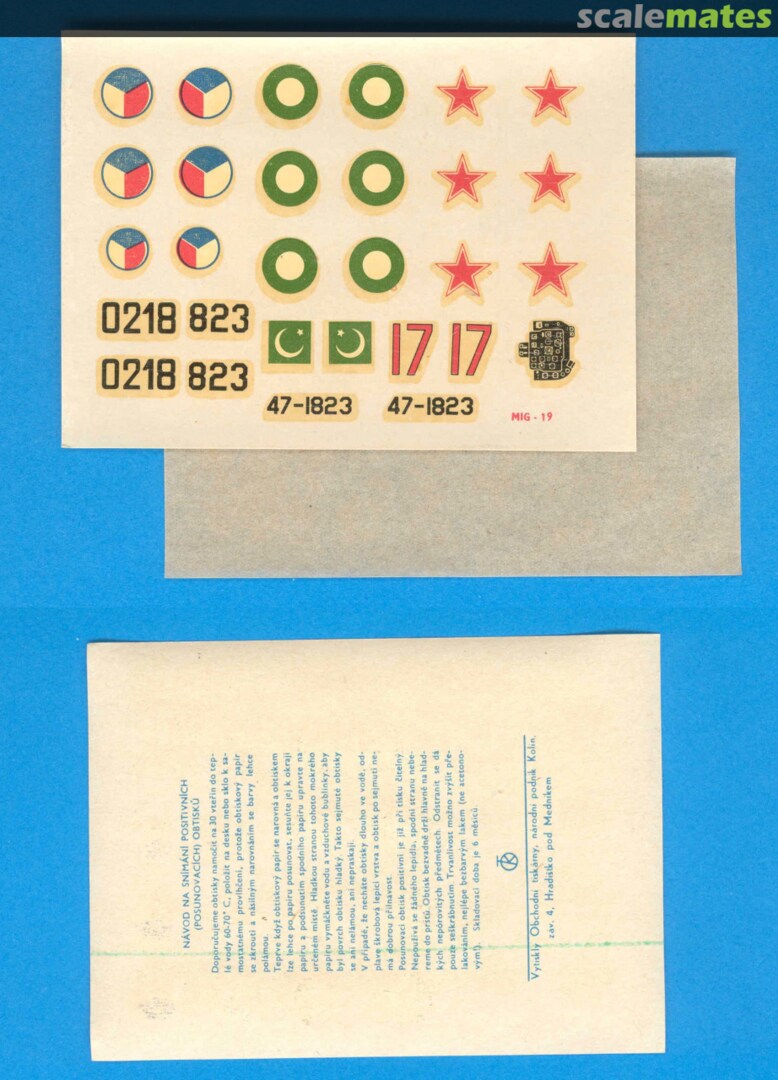 scalemates
0218 823
0218 823
17 17
47-1823 47-1823
MIG - 19
NÁVOD NA SNÍMÁNÍ POSITIVNÍCH
(POSUNOVACÍCH) OBTISKŮ
Doporučujeme obtisky namočit na 30 vteřin do tep-
lé vody 60-70° C, položit na desku nebo sklo k sa-
mostatnému provlhčení, protože obtiskový papír
se zkroutí a násilným narovnáním se barvy lehce
polámou.
Teprve když obtiskový papír se narovná a obtiskem
lze lehce po papíru posunovat, sesuňte jej k okraji
papíru a podsunutím spodního papíru upravte na
určeném místě. Hladkou stranou tohoto mokrého
papíru vymáčkněte vodu a vzduchové bublinky, aby
byl povrch obtisku hladký. Takto sejmuté obtisky
se ani nelámou, ani nepraskají.
V případě, že necháte obtisky dlouho ve vodě, od-
plave škrobová lepicí vrstva a obtisk po sejmutí ne-
má dobrou přilnavost.
Posunovací obtisk positivní je již při tisku čitelný.
Nepoužívá se žádného lepidla, spodní stranu nebe-
reme do prstů. Obtisk bezvadně drží hlavně na hlad-
kých nepórovitých předmětech. Odstranit se dá
pouze seškrábnutím. Trvanlivost možno zvýšit pře-
lakováním, nejlépe bezbarvým lakem (ne acetono-
vým!). Skladovací doba je 6 měsíců
Vytiskly Obchodní tiskárny, národní podnik Kolín,
záv. 4, Hradištko pod Medníkem